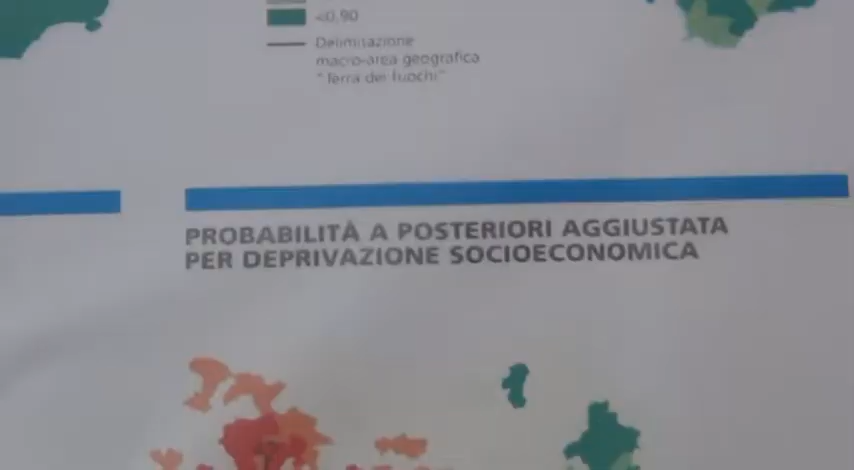 <0.90
Delimitazione
macro-area geografica
"Terra dei fuochi"
PROBABILITÀ A POSTERIORI AGGIUSTATA
PER DEPRIVAZIONE SOCIOECONOMICA